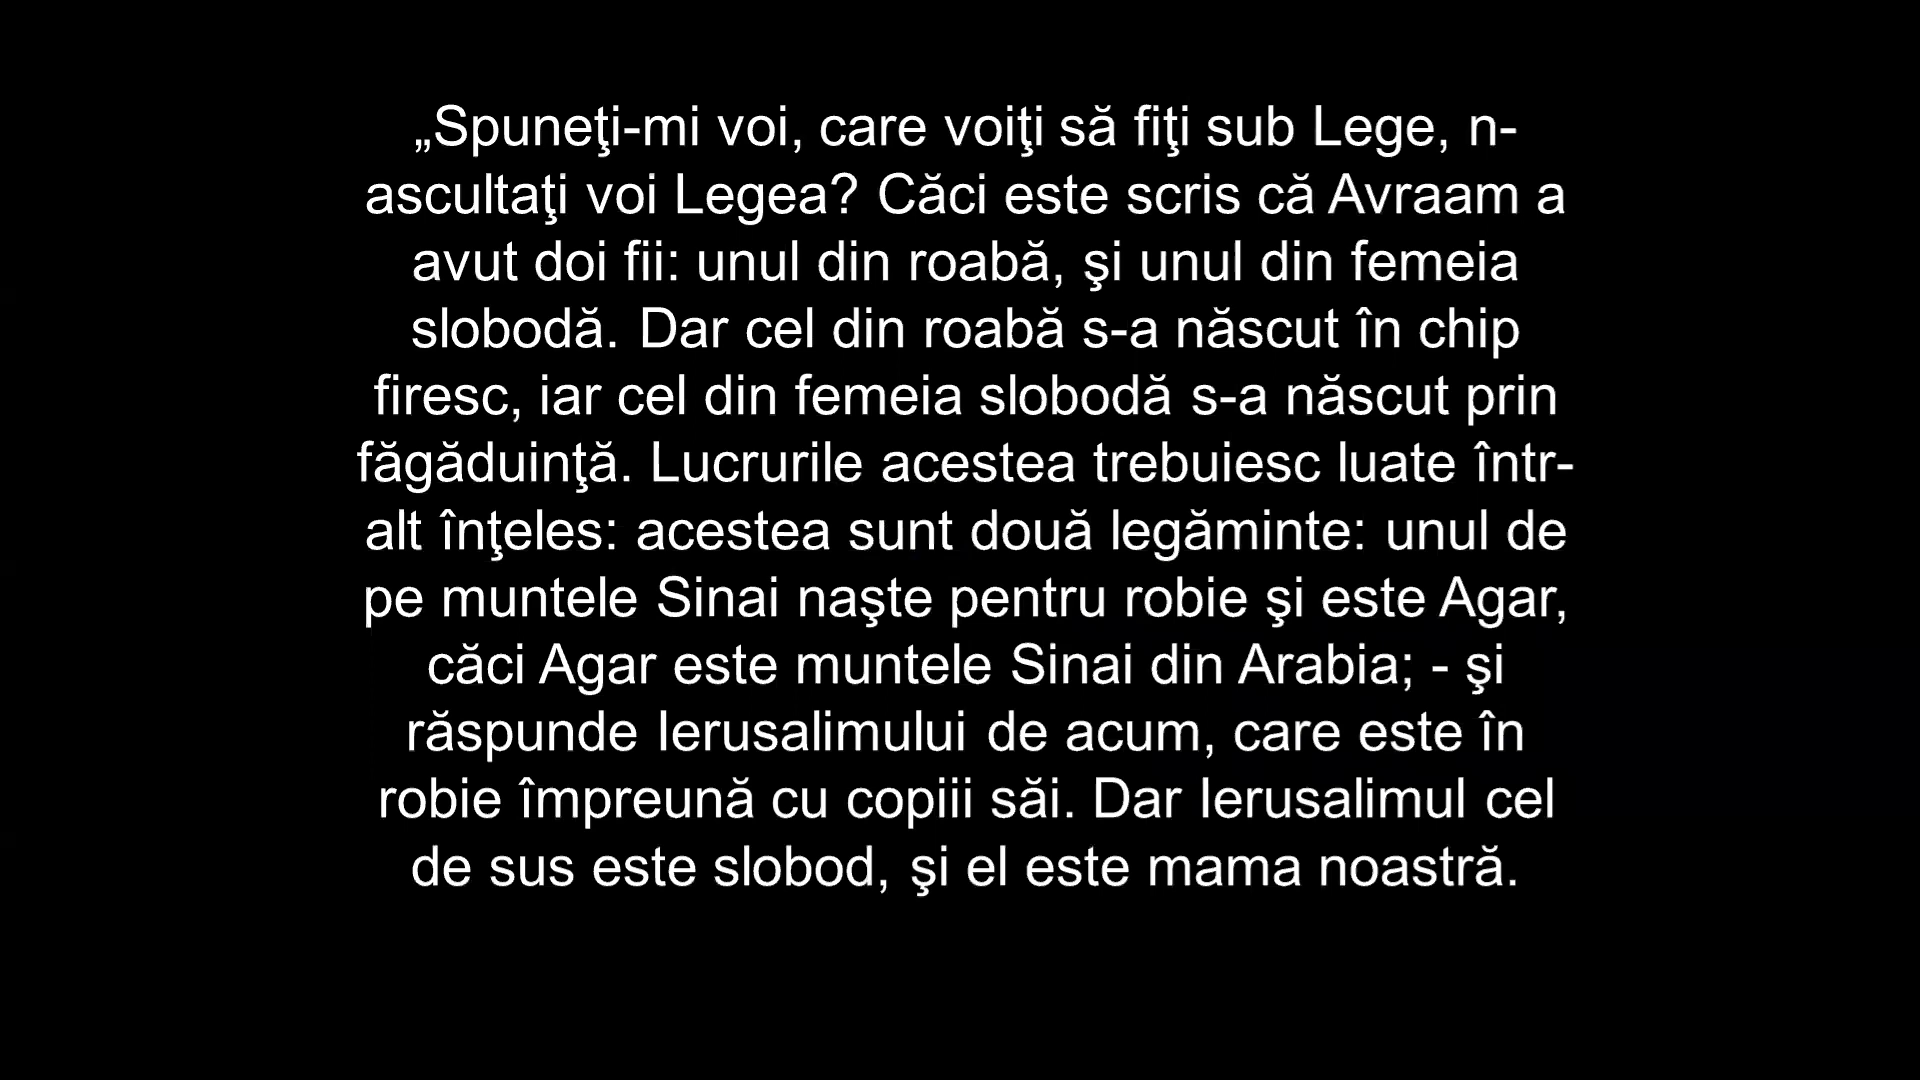 „Spuneţi-mi voi, care voiţi să fiţi sub Lege, n-
ascultaţi voi Legea? Căci este scris că Avraam a
avut doi fii: unul din roabă, şi unul din femeia
slobodă. Dar cel din roabă s-a născut în chip
firesc, iar cel din femeia slobodă s-a născut prin
făgăduinţă. Lucrurile acestea trebuiesc luate într-
alt înţeles: acestea sunt două legăminte: unul de
pe muntele Sinai naşte pentru robie şi este Agar,
căci Agar este muntele Sinai din Arabia; - şi
răspunde Ierusalimului de acum, care este în
robie împreună cu copiii săi. Dar Ierusalimul cel
de sus este slobod, şi el este mama noastră.